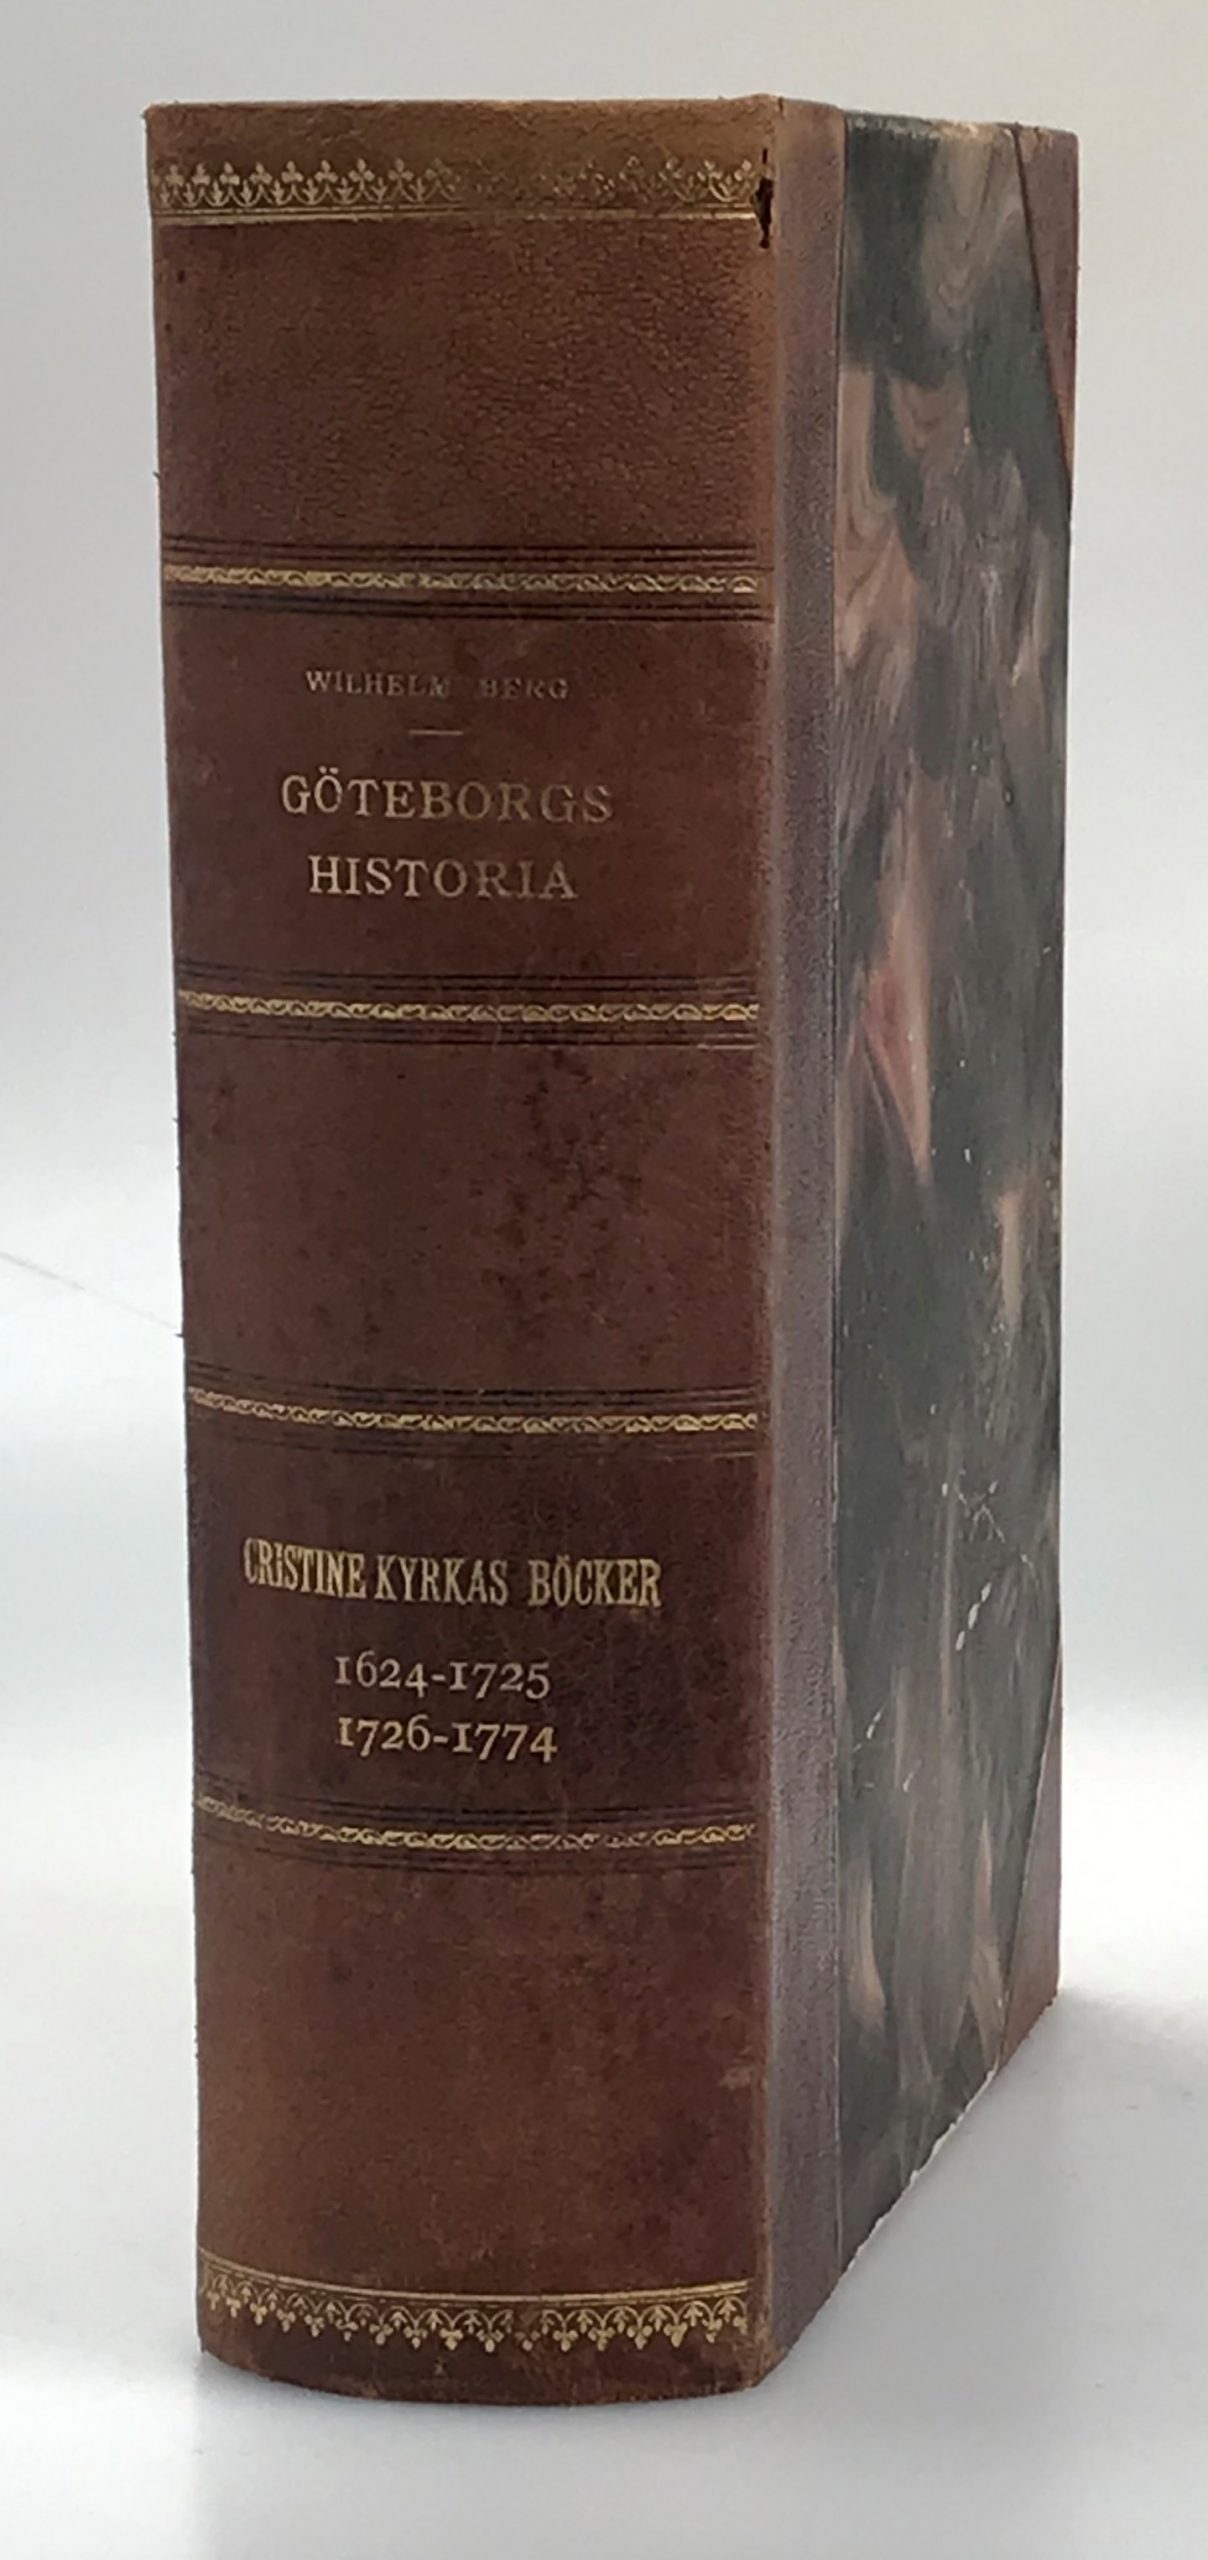 WILHELM BERG
GÖTEBORGS
HISTORIA
CRISTINE KYRKAS BÖCKER
1624-1725
1726-1774